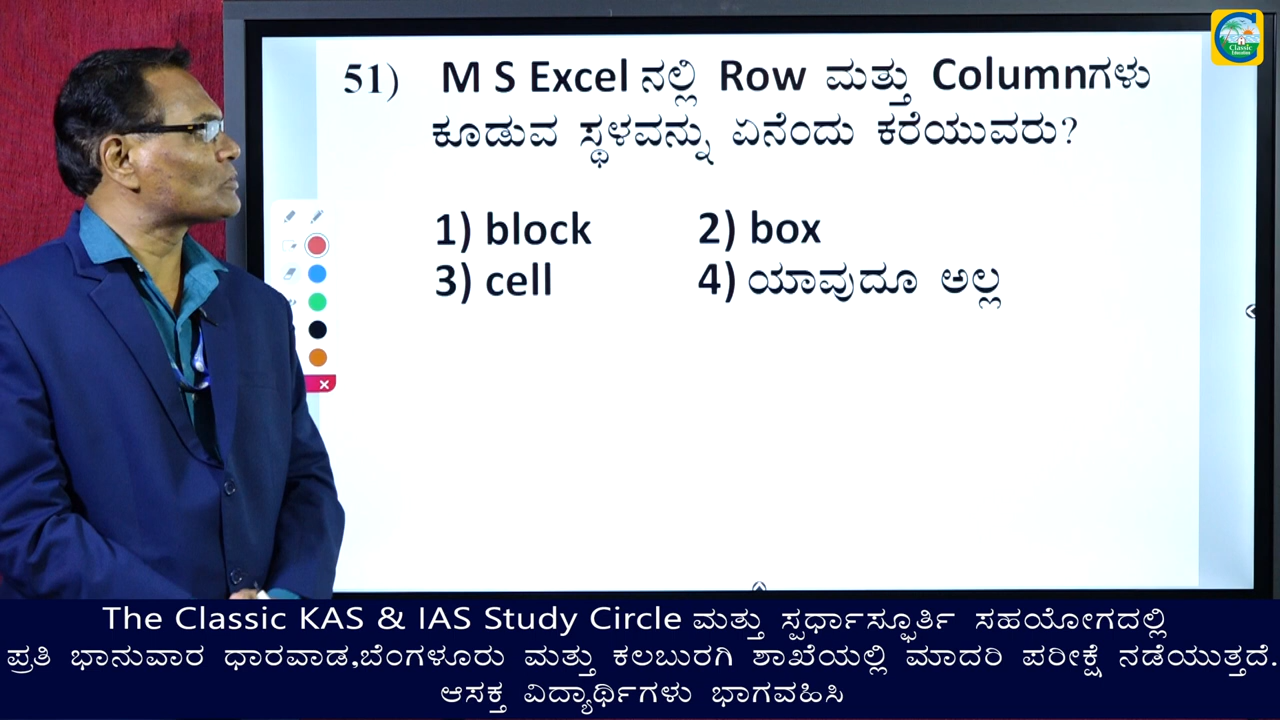 Classic
Education
51) M S Excel ನಲ್ಲಿ Row ಮತ್ತು Columnಗಳು
ಕೂಡುವ ಸ್ಥಳವನ್ನು ಏನೆಂದು ಕರೆಯುವರು?
1) block 2) box
3) cell 4) ಯಾವುದೂ ಅಲ್ಲ
The Classic KAS & IAS Study Circle ಮತ್ತು ಸ್ಪರ್ಧಾಸ್ಫೂರ್ತಿ ಸಹಯೋಗದಲ್ಲಿ
ಪ್ರತಿ ಭಾನುವಾರ ಧಾರವಾಡ,ಬೆಂಗಳೂರು ಮತ್ತು ಕಲಬುರಗಿ ಶಾಖೆಯಲ್ಲಿ ಮಾದರಿ ಪರೀಕ್ಷೆ ನಡೆಯುತ್ತದೆ.
ಆಸಕ್ತ ವಿದ್ಯಾರ್ಥಿಗಳು ಭಾಗವಹಿಸಿ